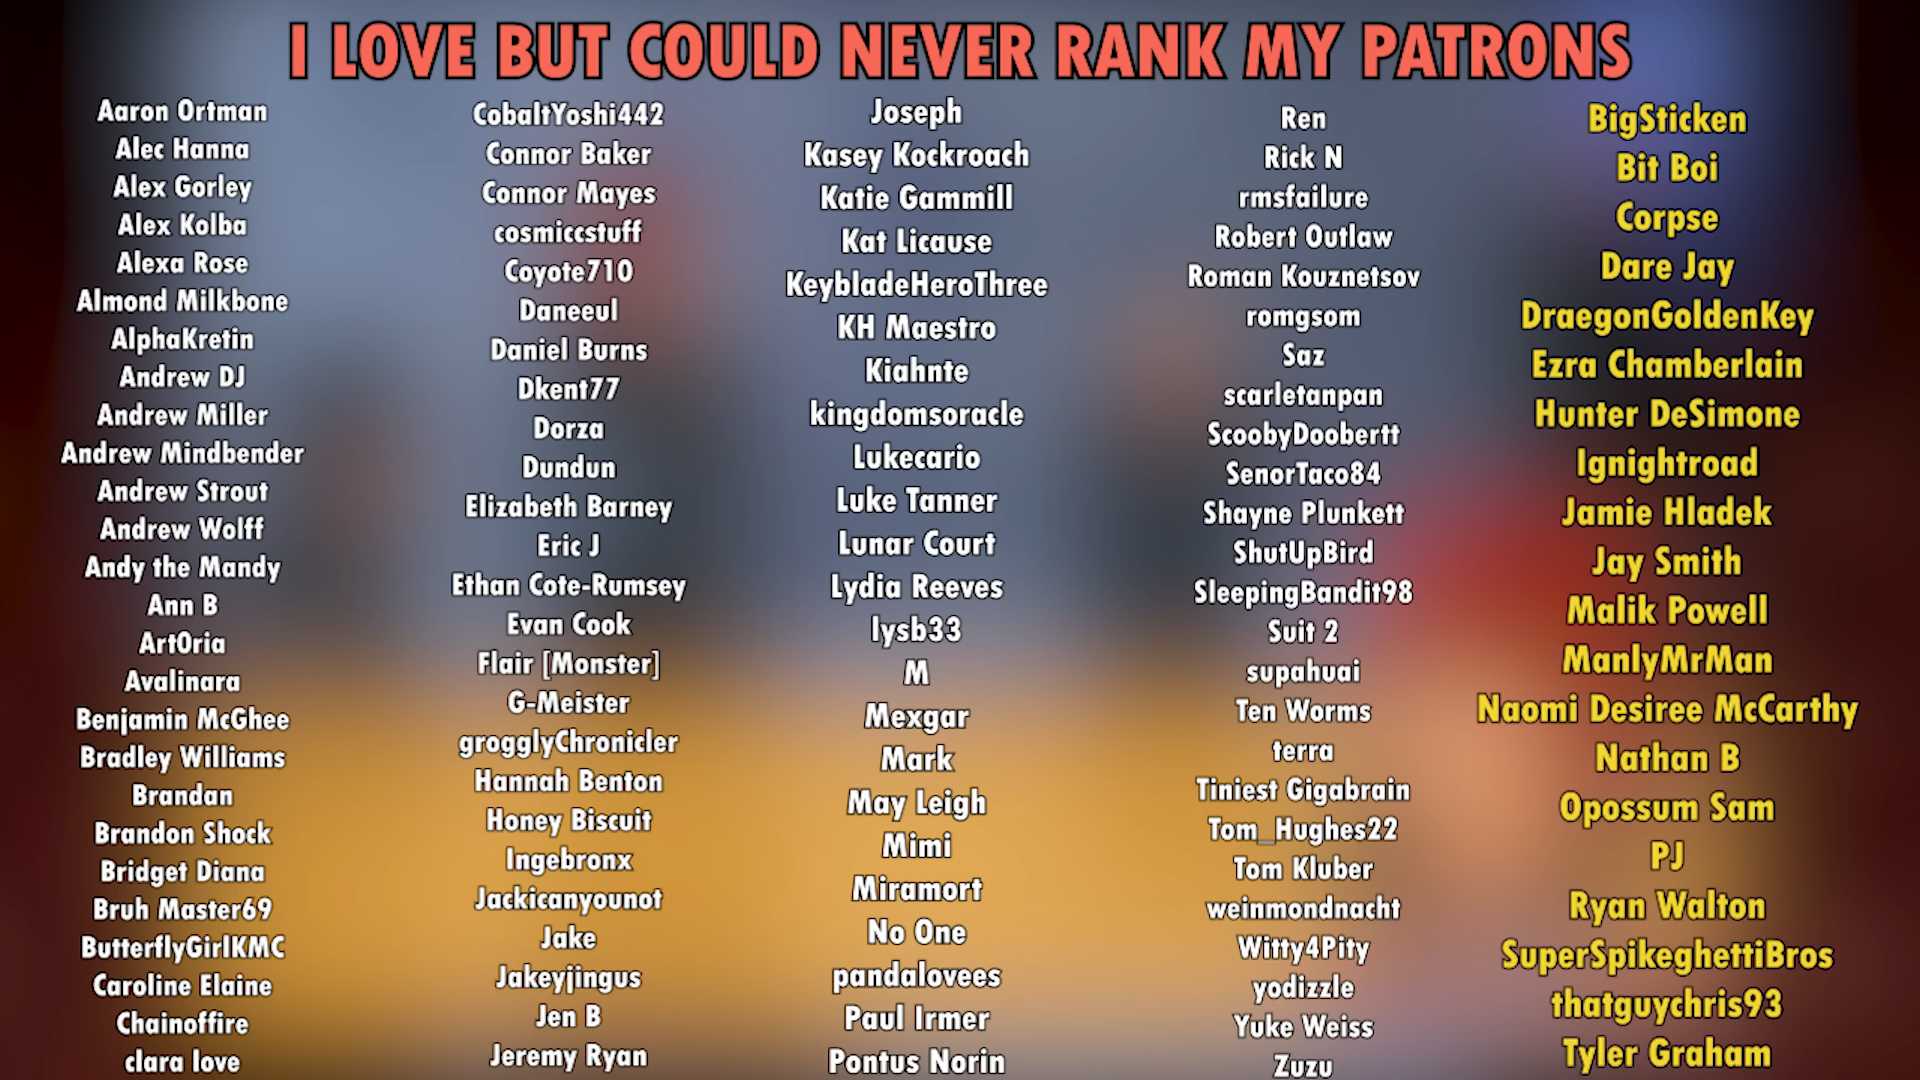 I LOVE BUT COULD NEVER RANK MY PATRONS
Aaron Ortman
Alec Hanna
Alex Gorley
Alex Kolba
Alexa Rose
Almond Milkbone
AlphaKretin
Andrew DJ
Andrew Miller
Andrew Mindbender
Andrew Strout
Andrew Wolff
Andy the Mandy
Ann B
Art0ria
Avalinara
Benjamin McGhee
Bradley Williams
Brandan
Brandon Shock
Bridget Diana
Bruh Master69
ButterflyGirlKMC
Caroline Elaine
Chainoffire
clara love
CobaltYoshi442
Connor Baker
Connor Mayes
cosmiccstuff
Coyote710
Daneeul
Daniel Burns
Dkent77
Dorza
Dundun
Elizabeth Barney
Eric J
Ethan Cote-Rumsey
Evan Cook
Flair [Monster]
G-Meister
grogglyChronicler
Hannah Benton
Honey Biscuit
Ingebronx
Jackicanyounot
Jake
Jakeyjingus
Jen B
Jeremy Ryan
Joseph
Kasey Kockroach
Katie Gammill
Kat Licause
KeybladeHeroThree
KH Maestro
Kiahnte
kingdomsoracle
Lukecario
Luke Tanner
Lunar Court
Lydia Reeves
lysb33
M
Mexgar
Mark
May Leigh
Mimi
Miramort
No One
pandalovees
Paul Irmer
Pontus Norin
Ren
Rick N
rmsfailure
Robert Outlaw
Roman Kouznetsov
romgsom
Saz
scarletanpan
ScoobyDoobertt
SenorTaco84
Shayne Plunkett
ShutUpBird
SleepingBandit98
Suit 2
supahuai
Ten Worms
terra
Tiniest Gigabrain
Tom_Hughes22
Tom Kluber
weinmondnacht
Witty4Pity
yodizzle
Yuke Weiss
Zuzu
BigSticken
Bit Boi
Corpse
Dare Jay
DraegonGoldenKey
Ezra Chamberlain
Hunter DeSimone
Ignightroad
Jamie Hladek
Jay Smith
Malik Powell
ManlyMrMan
Naomi Desiree McCarthy
Nathan B
Opossum Sam
PJ
Ryan Walton
SuperSpikeghettiBros
thatguychris93
Tyler Graham